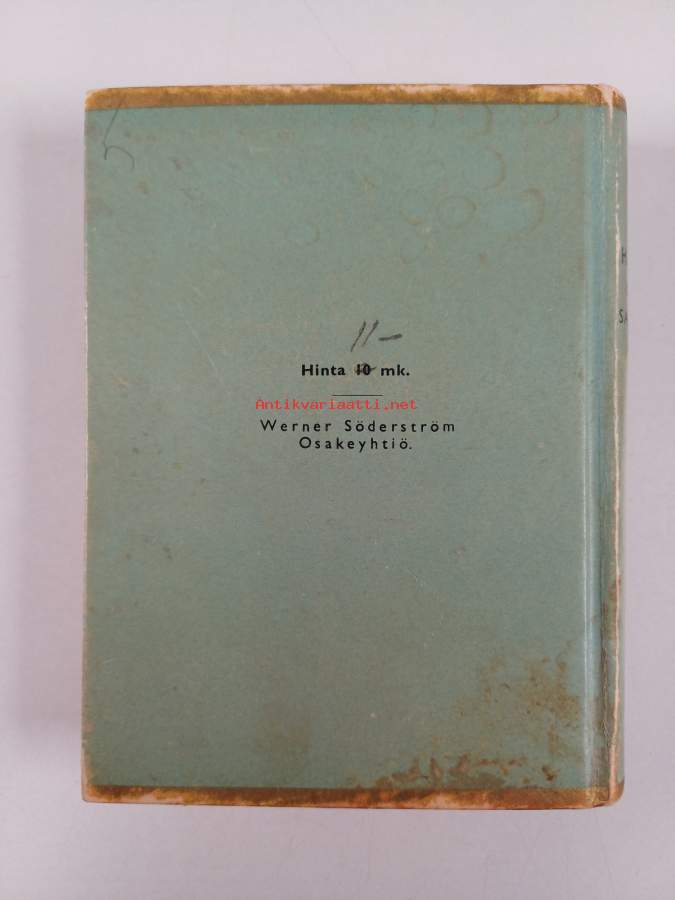 11-
Hinta 10 mk.
Antikvariaatti.net
Werner Söderström
Osakeyhtiö.